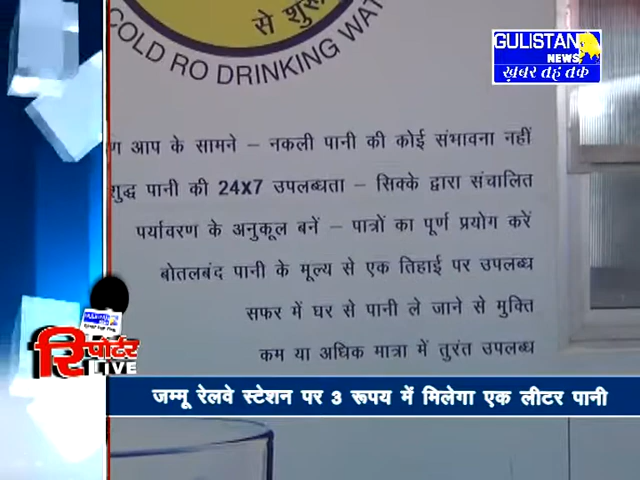 से शुरू
COLD RO DRINKING WAT
GULISTAN
NEWS
ख़बर तह तक
आप के सामने – नकली पानी की कोई संभावना नहीं
शुद्ध पानी की 24x7 उपलब्धता – सिक्के द्वारा संचालित
पर्यावरण के अनुकूल बनें – पात्रों का पूर्ण प्रयोग करें
बोतलबंद पानी के मूल्य से एक तिहाई पर उपलब्ध
सफर में घर से पानी ले जाने से मुक्ति
कम या अधिक मात्रा में तुरंत उपलब्ध
रिपोर्टर
LIVE
जम्मू रेलवे स्टेशन पर 3 रूपय में मिलेगा एक लीटर पानी